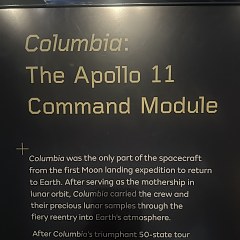 Columbia:
The Apollo 11
Command Module
Columbia was the only part of the spacecraft
from the first Moon landing expedition to return
to Earth. After serving as the mothership in
lunar orbit, Columbia carried the crew and
their precious lunar samples through the
fiery reentry into Earth's atmosphere.
After Columbia's triumphant 50-state tour